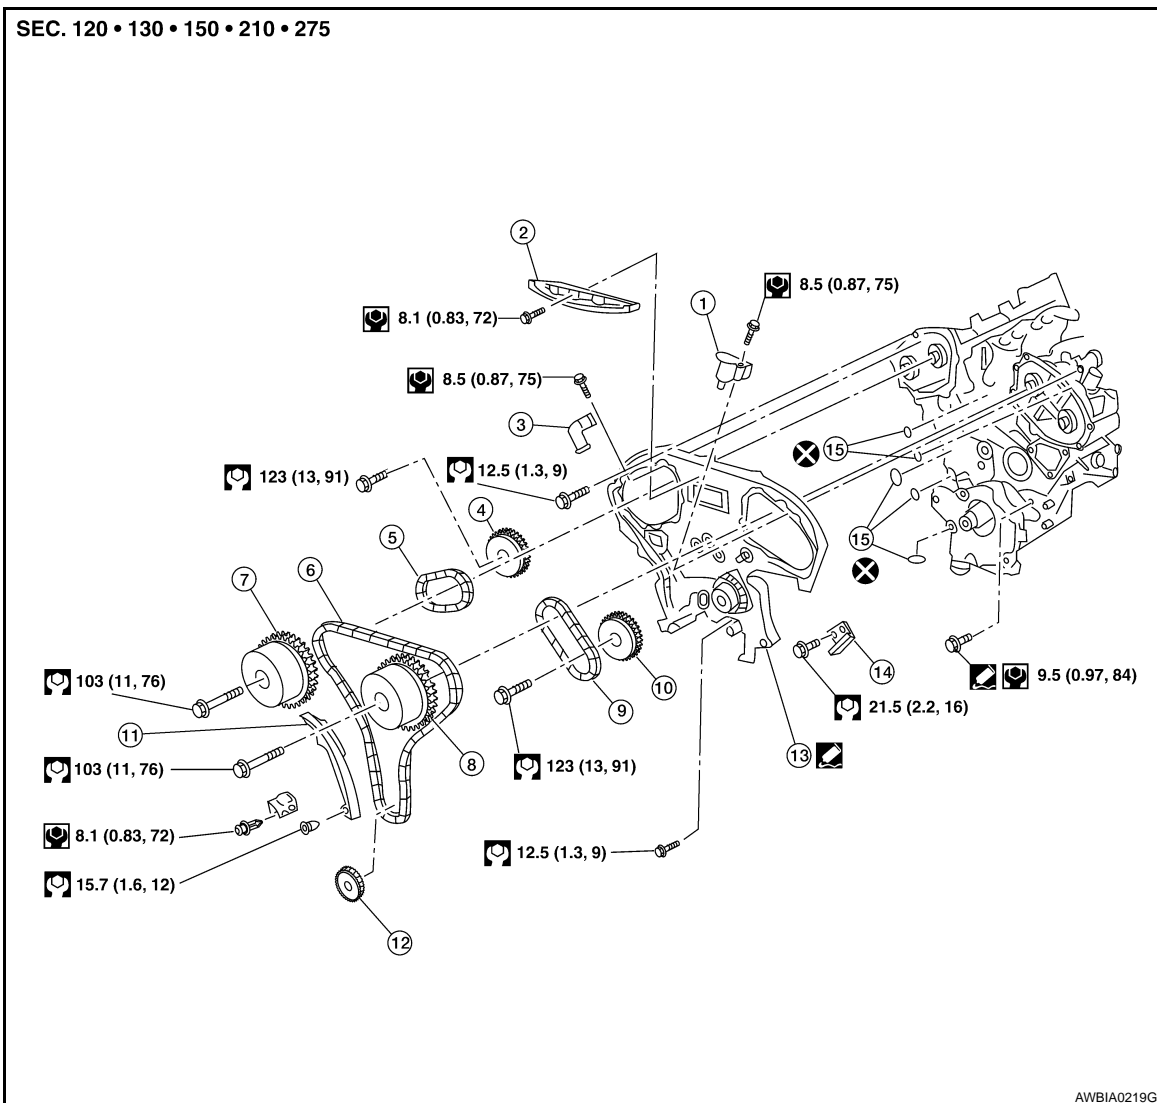 SEC. 120 • 130 • 150 • 210 • 275
2
1
8.5 (0.87, 75)
8.1 (0.83, 72)
8.5 (0.87, 75)
3
15
123 (13, 91)
12.5 (1.3, 9)
4
5
15
6
7
10
14
9.5 (0.97, 84)
103 (11, 76)
9
21.5 (2.2, 16)
11
8
13
103 (11, 76)
123 (13, 91)
8.1 (0.83, 72)
12.5 (1.3, 9)
15.7 (1.6, 12)
12
AWBIA0219G